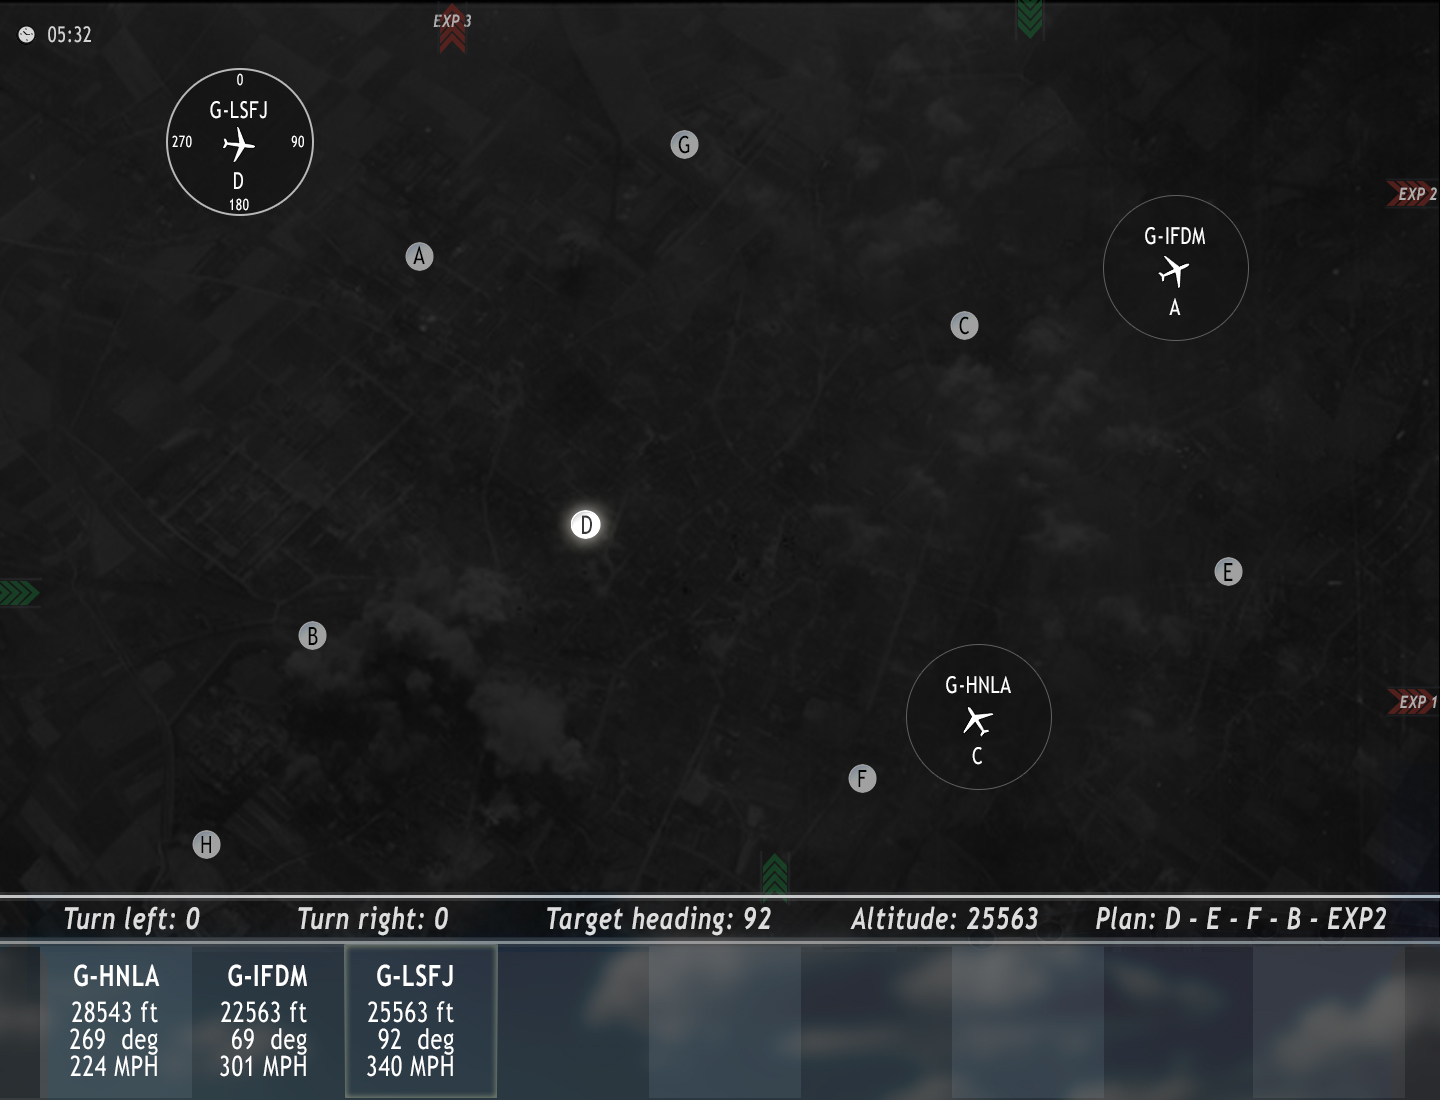 EXP 3
05:32
0
G-LSFJ
270
90
D
180
G
EXP 2
G-IFDM
A
A
C
D
E
B
G-HNLA
C
EXP 1
F
H
Turn left: 0
Turn right: 0
Target heading: 92
Altitude: 25563
Plan: D - E - F - B - EXP2
G-HNLA
28543 ft
269 deg
224 MPH
G-IFDM
22563 ft
69 deg
301 MPH
G-LSFJ
25563 ft
92 deg
340 MPH